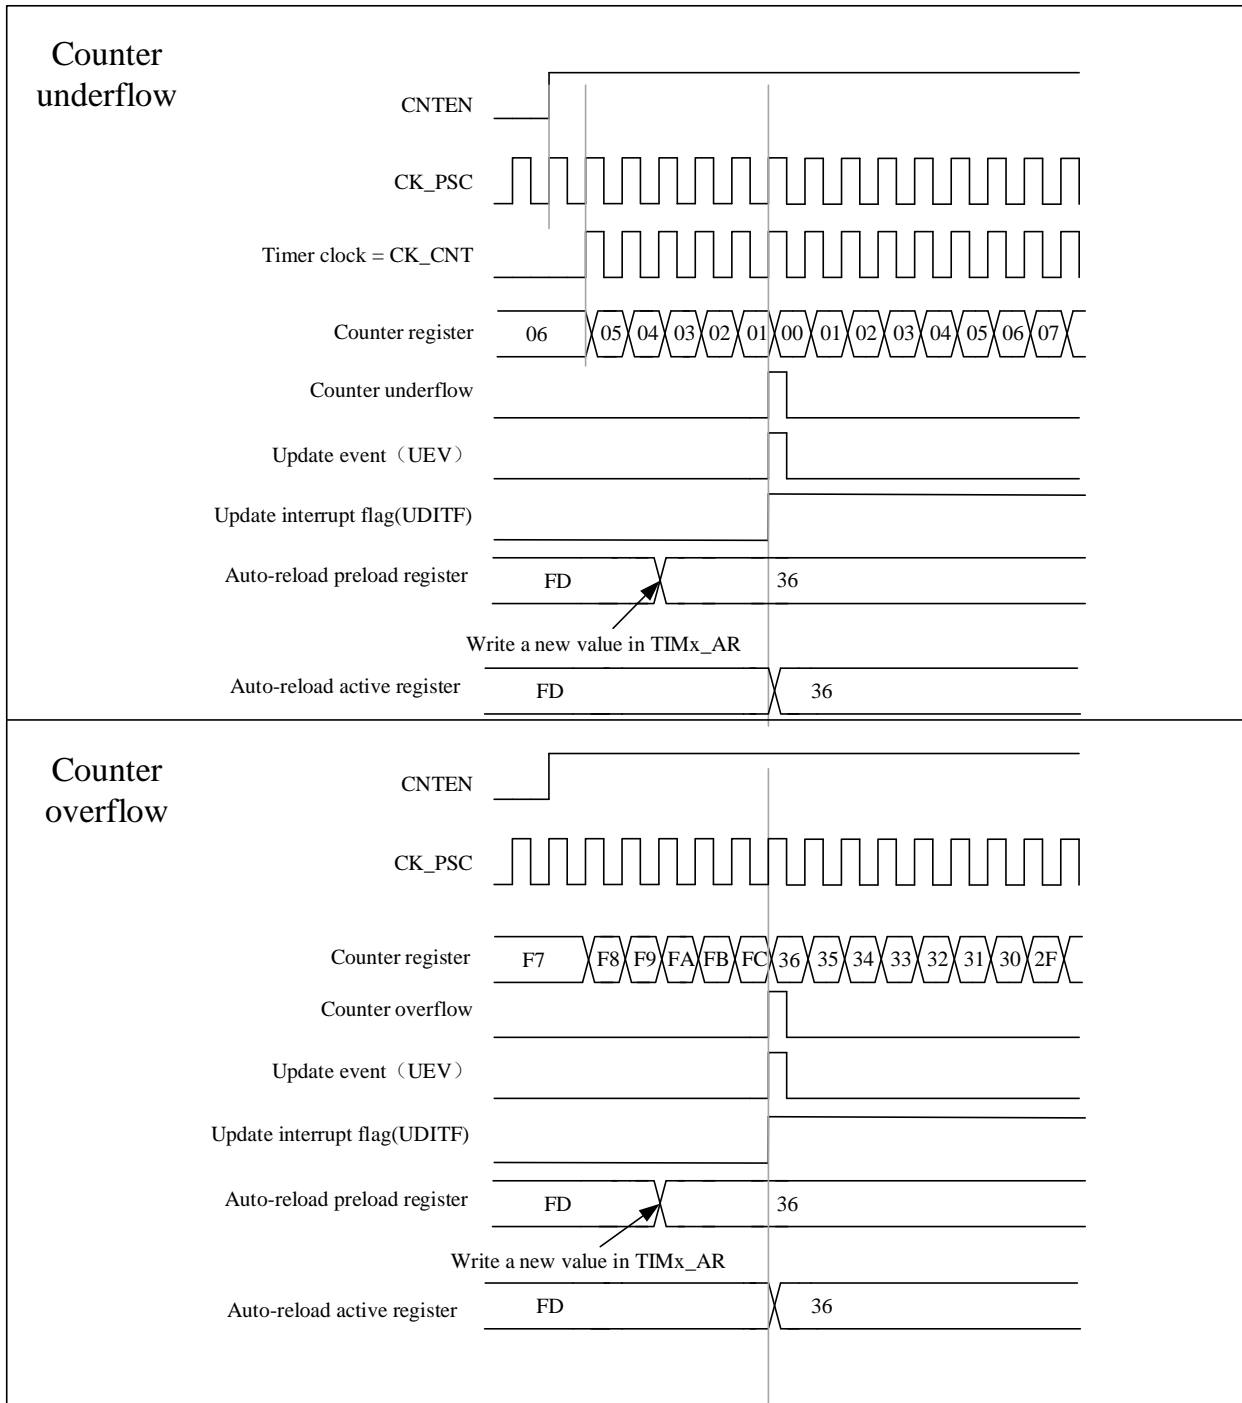 Counter
underflow
CNTEN
CK_PSC
Timer clock = CK_CNT
Counter register 06 05 04 03 02 01 00 01 02 03 04 05 06 07
Counter underflow
Update event（UEV）
Update interrupt flag(UDITF)
Auto-reload preload register FD 36
Write a new value in TIMx_AR
Auto-reload active register FD 36
Counter
overflow
CNTEN
CK_PSC
Counter register F7 F8 F9 FA FB FC 36 35 34 33 32 31 30 2F
Counter overflow
Update event（UEV）
Update interrupt flag(UDITF)
Auto-reload preload register FD 36
Write a new value in TIMx_AR
Auto-reload active register FD 36